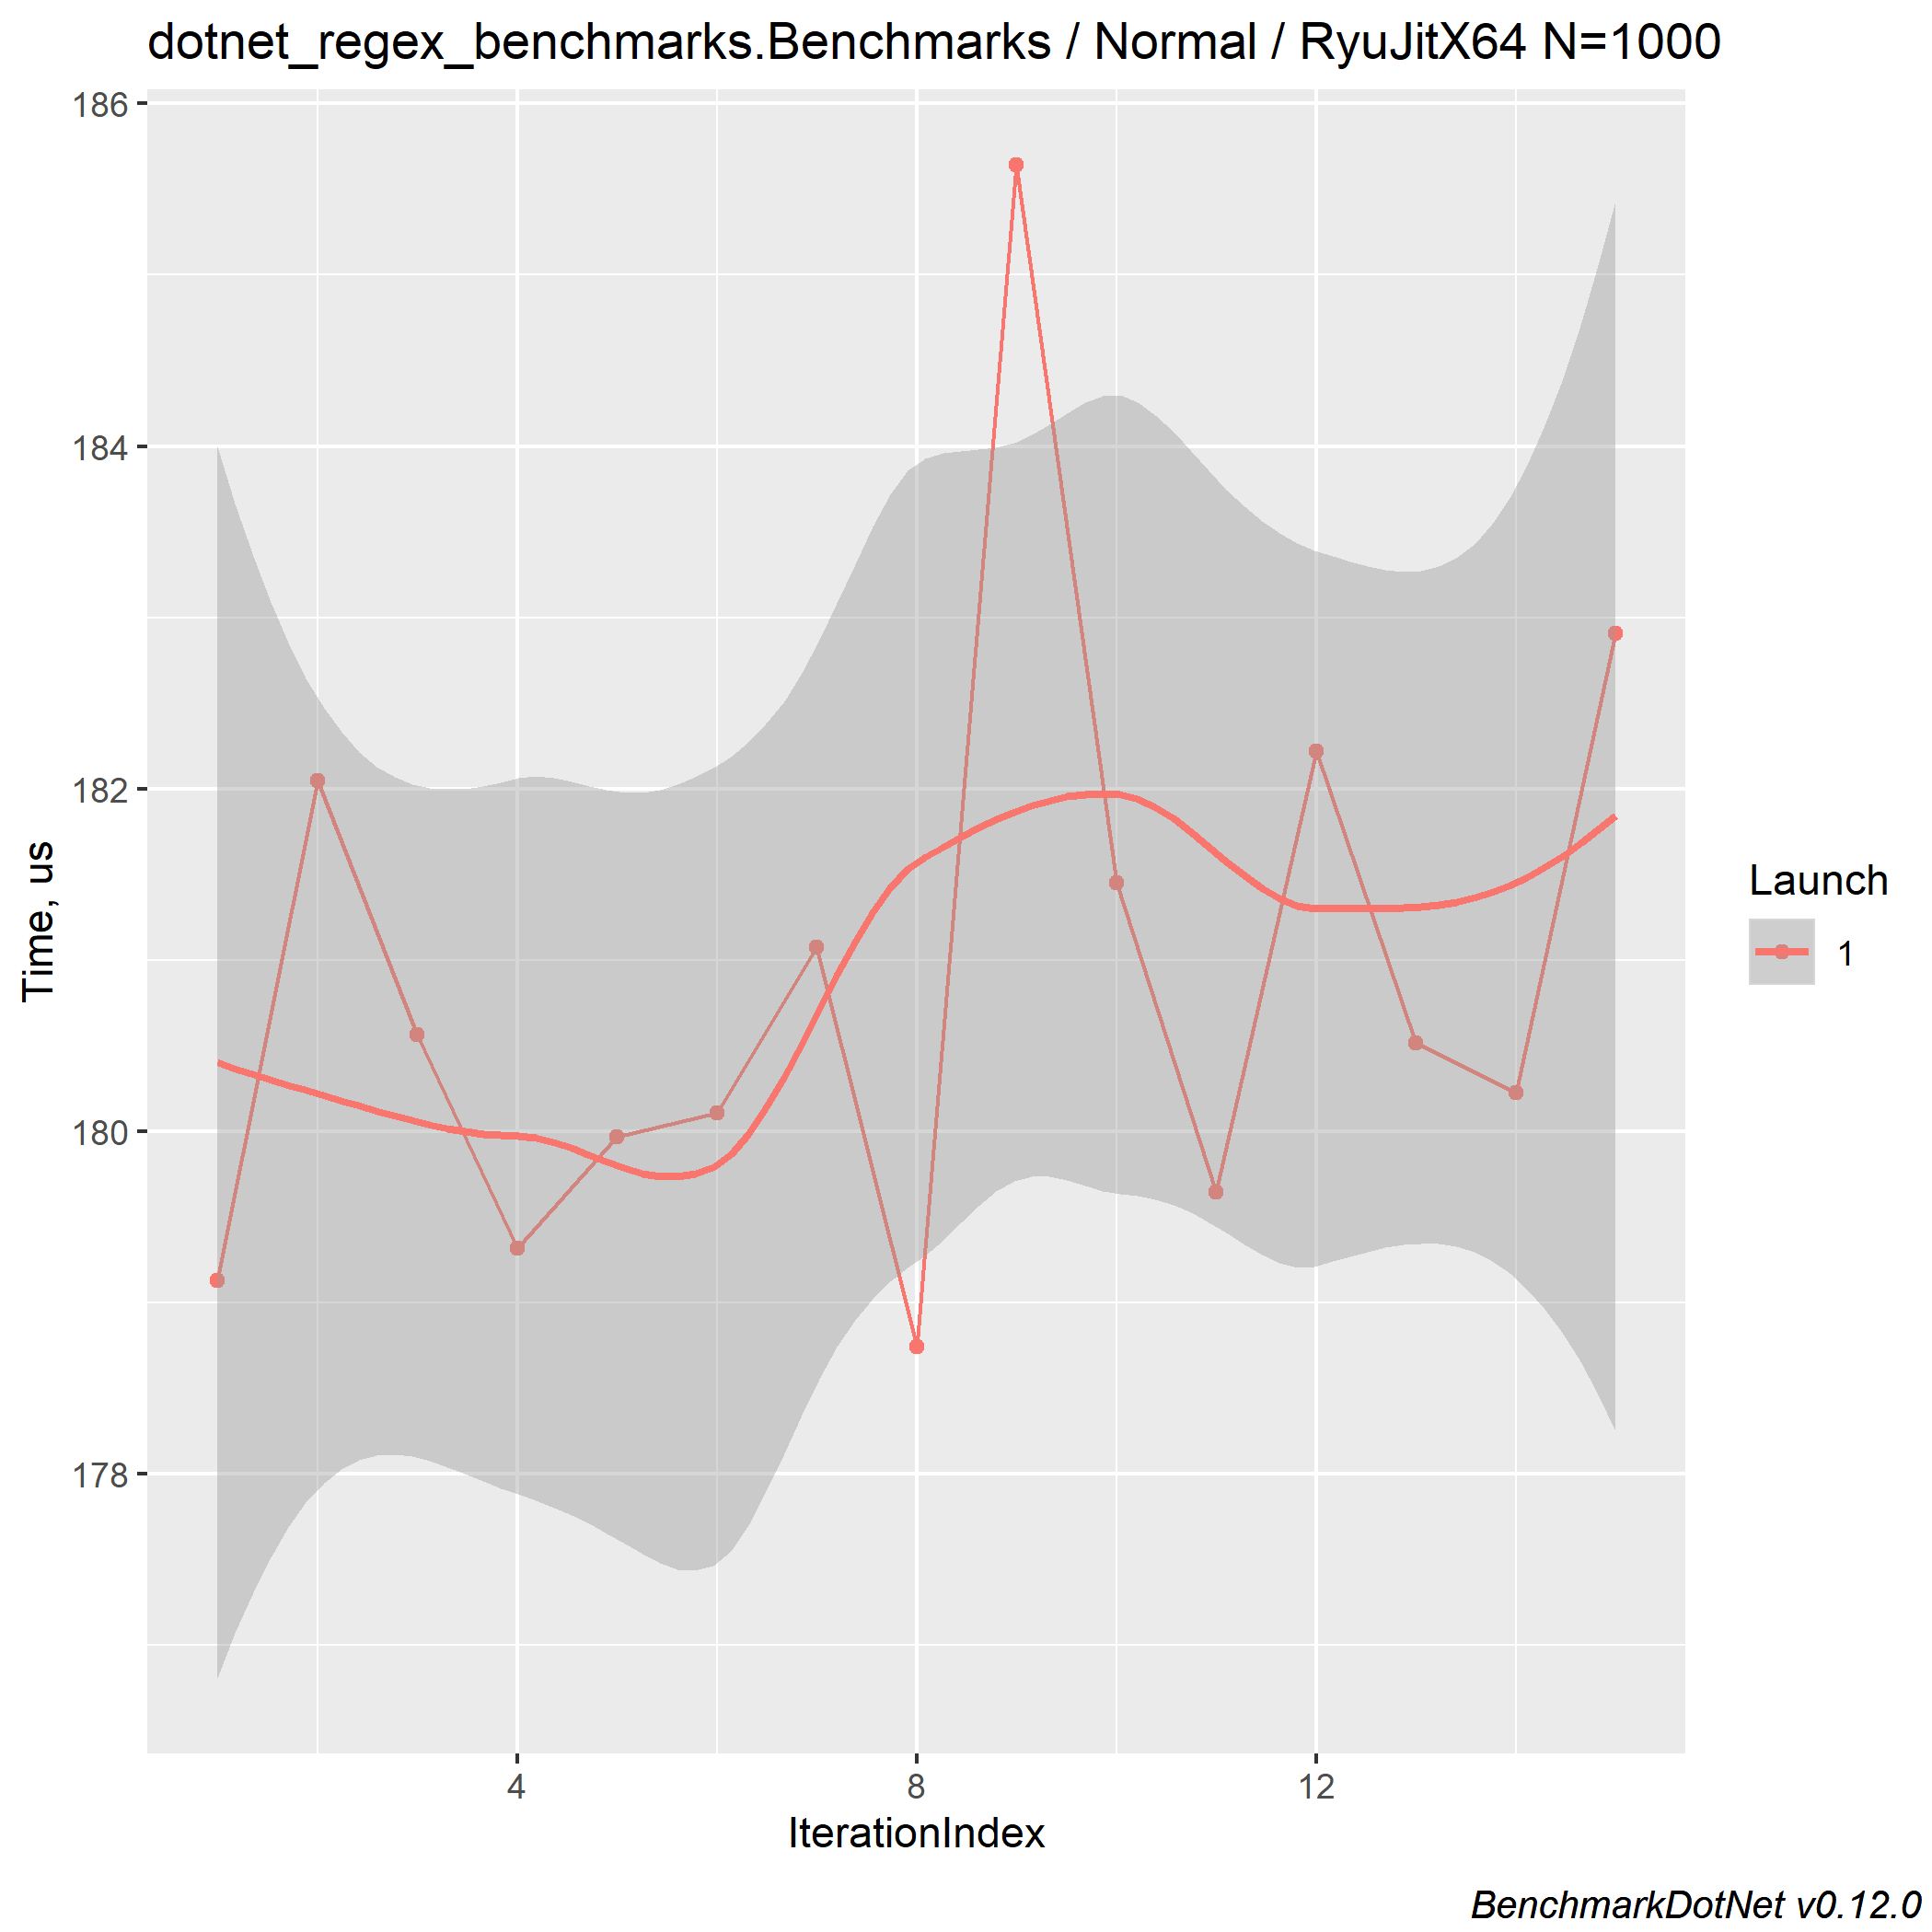 dotnet_regex_benchmarks.Benchmarks / Normal / RyuJitX64 N=1000
186
184
182
180
178
Time, us
4 8 12
IterationIndex
Launch
1
BenchmarkDotNet v0.12.0